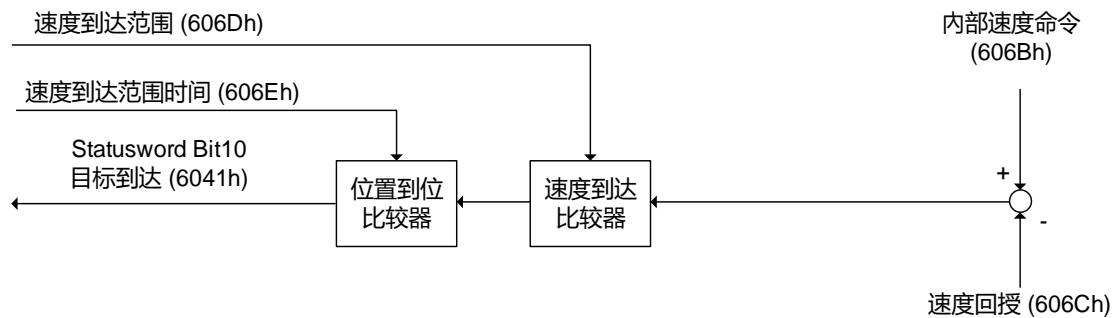 速度到达范围 (606Dh)
内部速度命令
(606Bh)
速度到达范围时间 (606Eh)
Statusword Bit10
目标到达 (6041h)
位置到位
比较器
速度到达
比较器
+
-
速度回授 (606Ch)